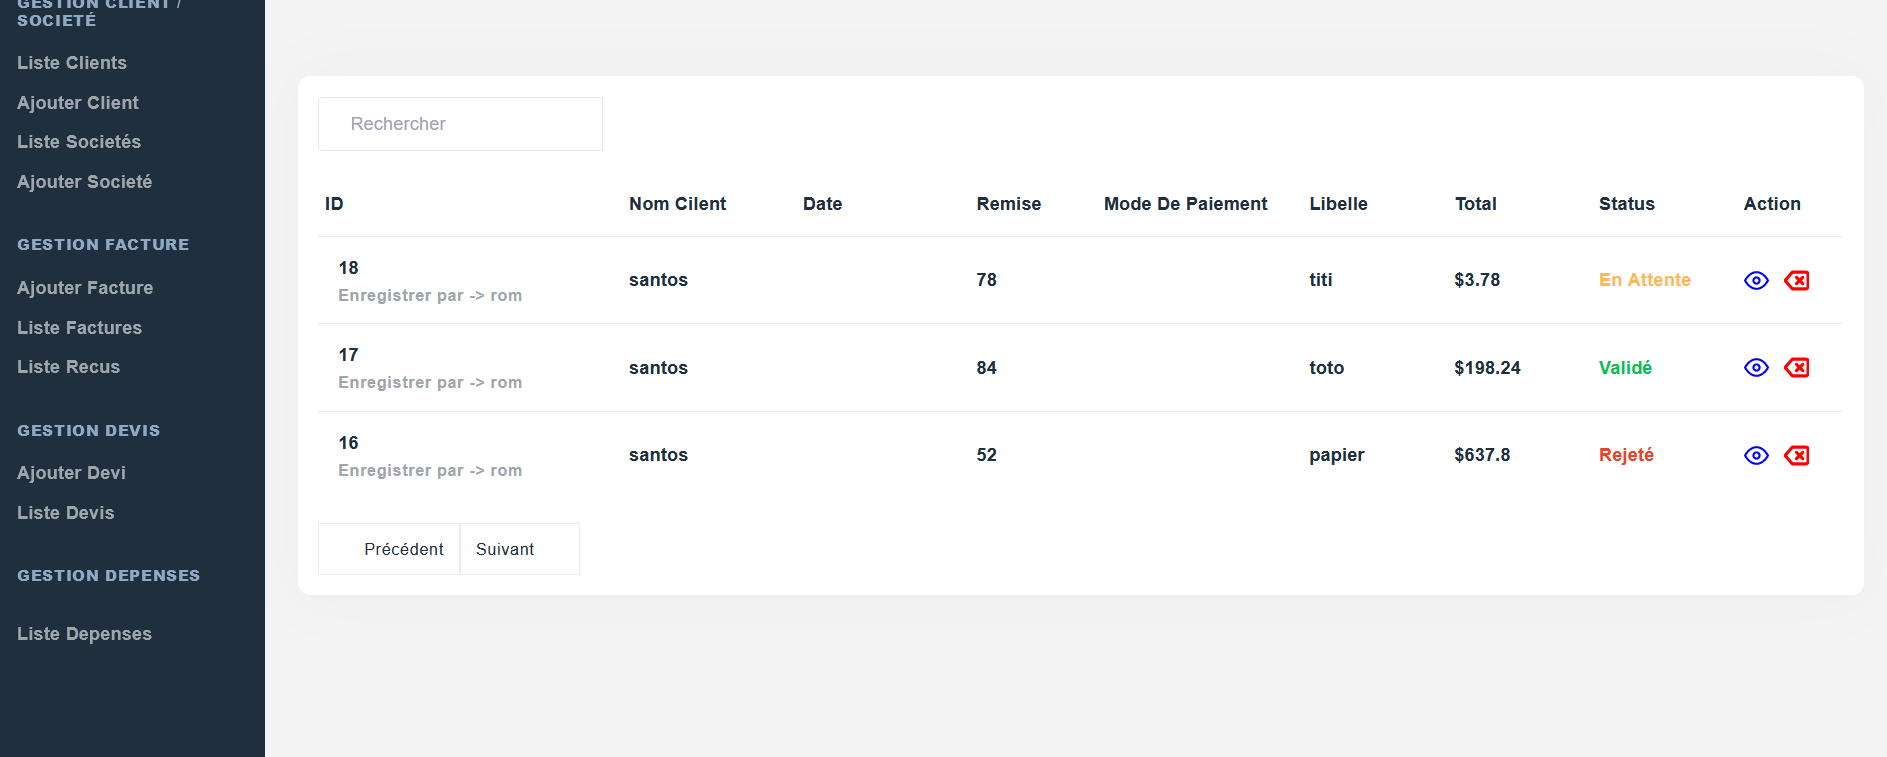 GESTION CLIENT /
SOCIETÉ
Liste Clients
Ajouter Client
Liste Societés
Ajouter Societé
GESTION FACTURE
Ajouter Facture
Liste Factures
Liste Recus
GESTION DEVIS
Ajouter Devi
Liste Devis
GESTION DEPENSES
Liste Depenses
Rechercher
ID Nom Cilent Date Remise Mode De Paiement Libelle Total Status Action
18
Enregistrer par -> rom
santos 78 titi $3.78 En Attente
17
Enregistrer par -> rom
santos 84 toto $198.24 Validé
16
Enregistrer par -> rom
santos 52 papier $637.8 Rejeté
Précédent Suivant